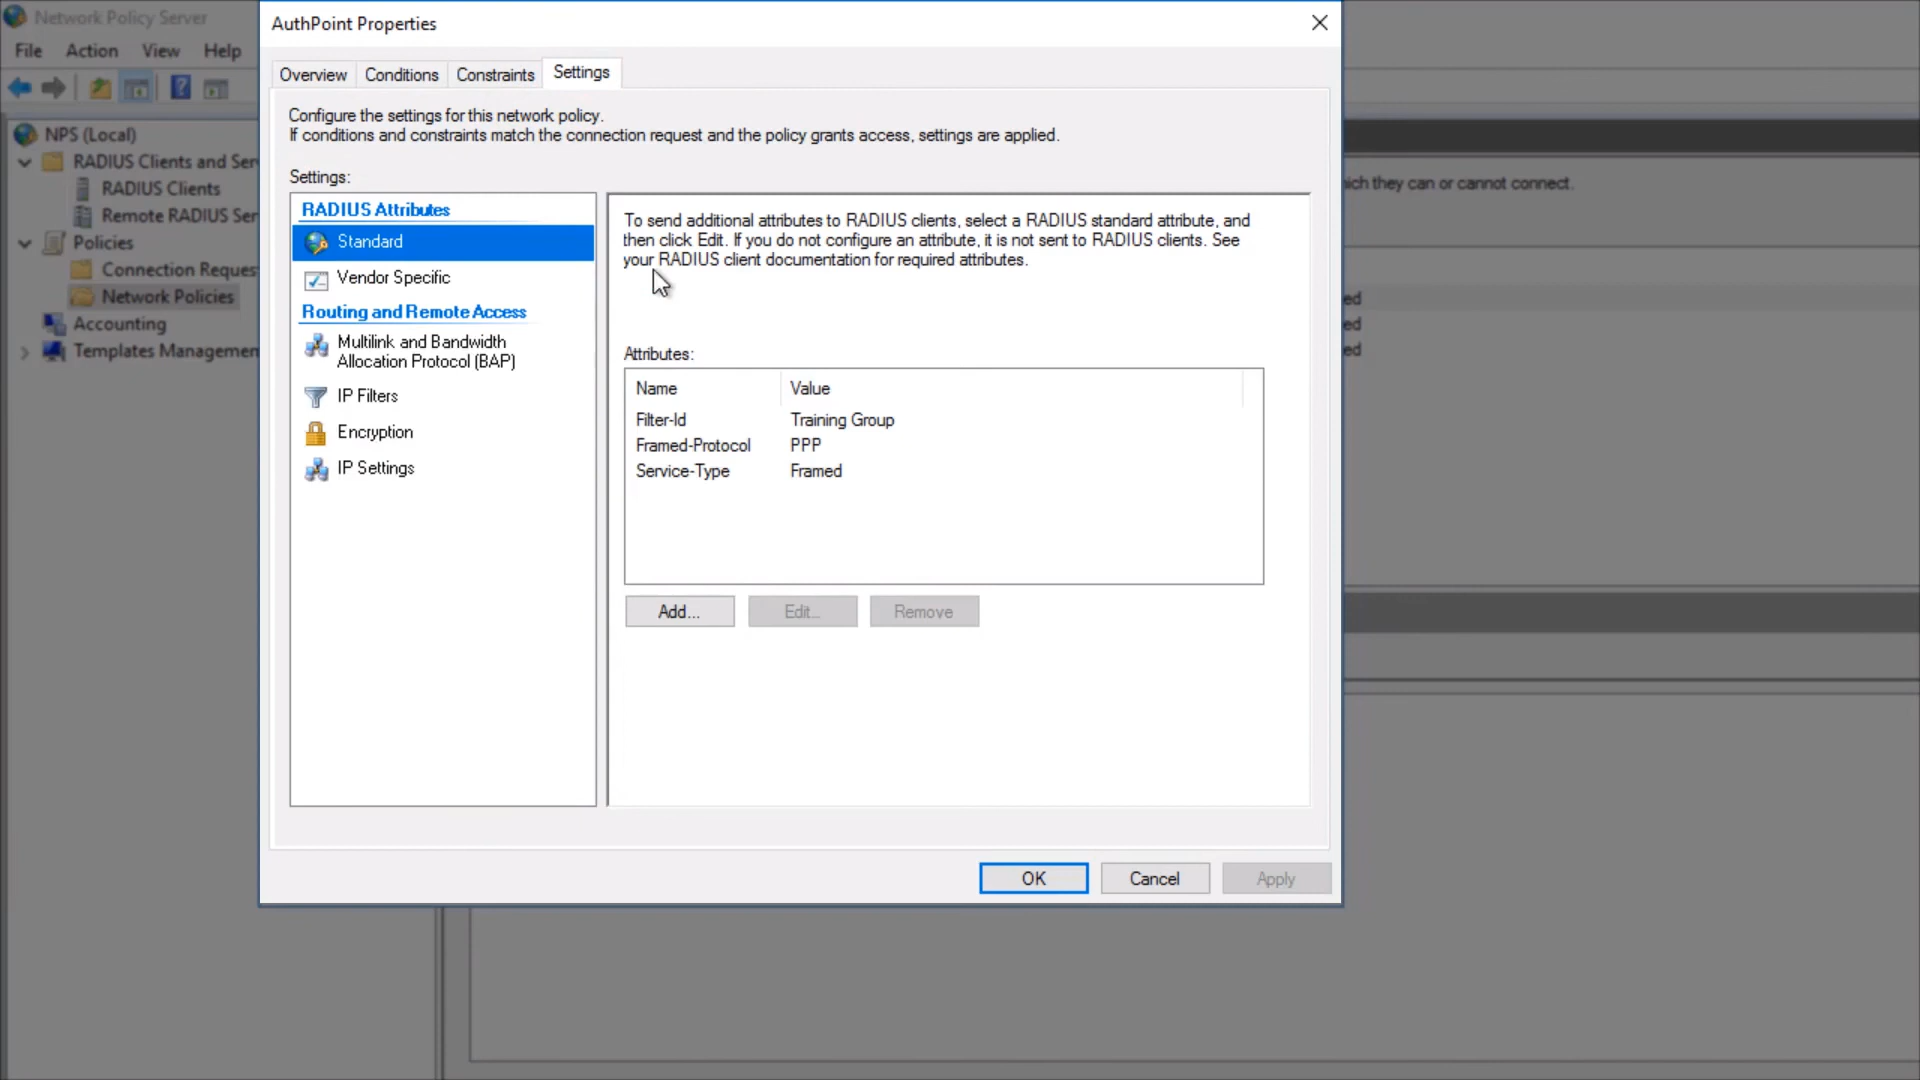 Network Policy Server
File Action View Help
NPS (Local)
RADIUS Clients and Ser
RADIUS Clients
Remote RADIUS Ser
Policies
Connection Reques
Network Policies
Accounting
Templates Managemen
AuthPoint Properties
Overview Conditions Constraints Settings
Configure the settings for this network policy.
If conditions and constraints match the connection request and the policy grants access, settings are applied.
Settings:
RADIUS Attributes
Standard
Vendor Specific
Routing and Remote Access
Multilink and Bandwidth
Allocation Protocol (BAP)
IP Filters
Encryption
IP Settings
To send additional attributes to RADIUS clients, select a RADIUS standard attribute, and
then click Edit. If you do not configure an attribute, it is not sent to RADIUS clients. See
your RADIUS client documentation for required attributes.
Attributes:
Name Value
Filter-Id Training Group
Framed-Protocol PPP
Service-Type Framed
Add... Edit... Remove
OK Cancel Apply
ich they can or cannot connect.
ed
ed
ed